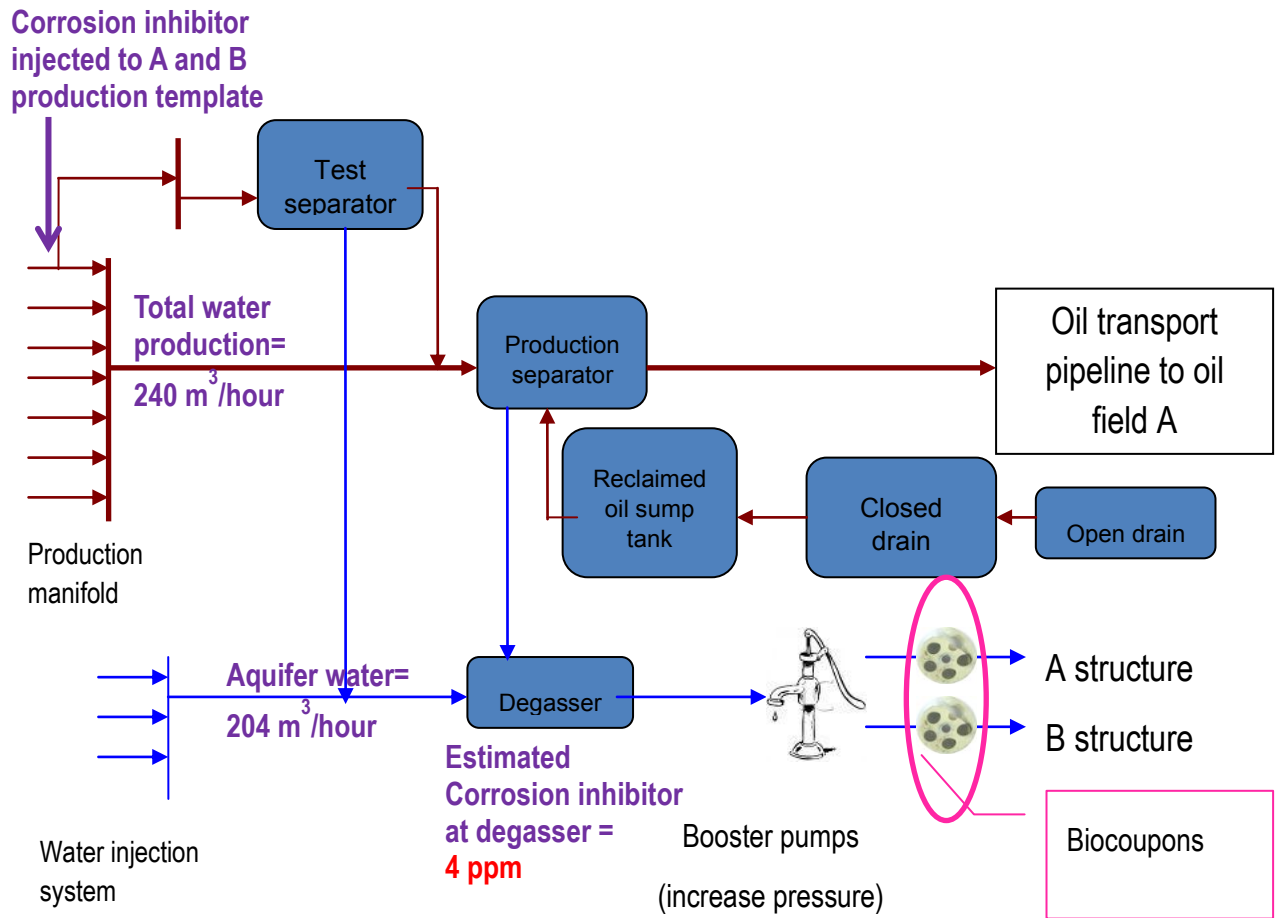 Corrosion inhibitor
injected to A and B
production template
Test
separator
Total water
production=
240 m³/hour
Production
separator
Oil transport
pipeline to oil
field A
Reclaimed
oil sump
tank
Closed
drain
Open drain
Production
manifold
Aquifer water=
204 m³/hour
Degasser
A structure
B structure
Estimated
Corrosion inhibitor
at degasser =
4 ppm
Booster pumps
(increase pressure)
Biocoupons
Water injection
system